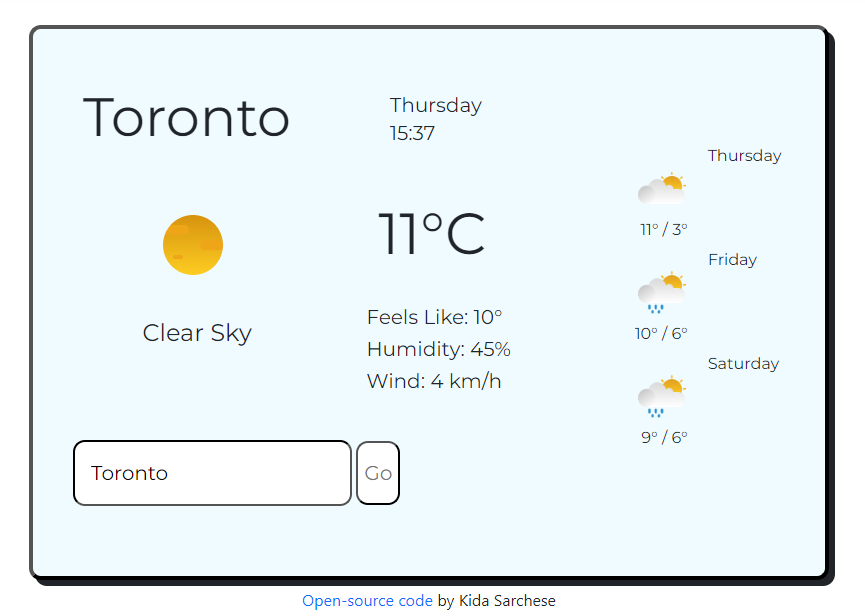 Toronto
Thursday
15:37
11°C
Clear Sky
Feels Like: 10°
Humidity: 45%
Wind: 4 km/h
Thursday
11° / 3°
Friday
10° / 6°
Saturday
9° / 6°
Toronto
Go
Open-source code by Kida Sarchese